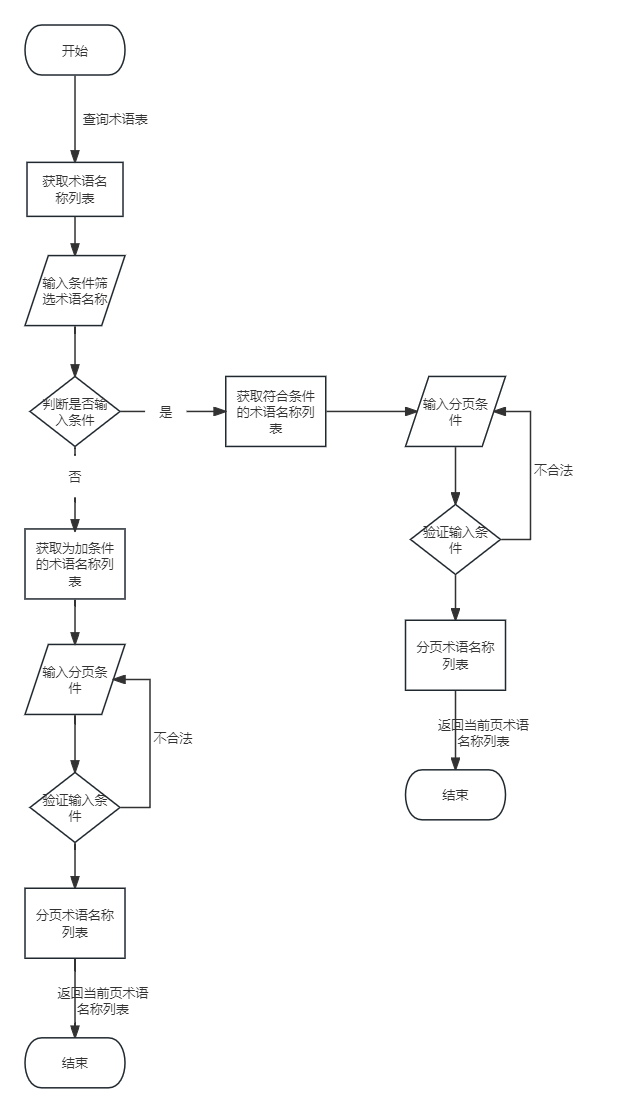 开始
查询术语表
获取术语名
称列表
输入条件筛
选术语名称
判断是否输
入条件
是
获取符合条件
的术语名称列
表
输入分页条
件
不合法
验证输入条
件
分页术语名称
列表
返回当前页术语
名称列表
结束
否
获取为加条件
的术语名称列
表
输入分页条
件
不合法
验证输入条
件
分页术语名称
列表
返回当前页术语
名称列表
结束